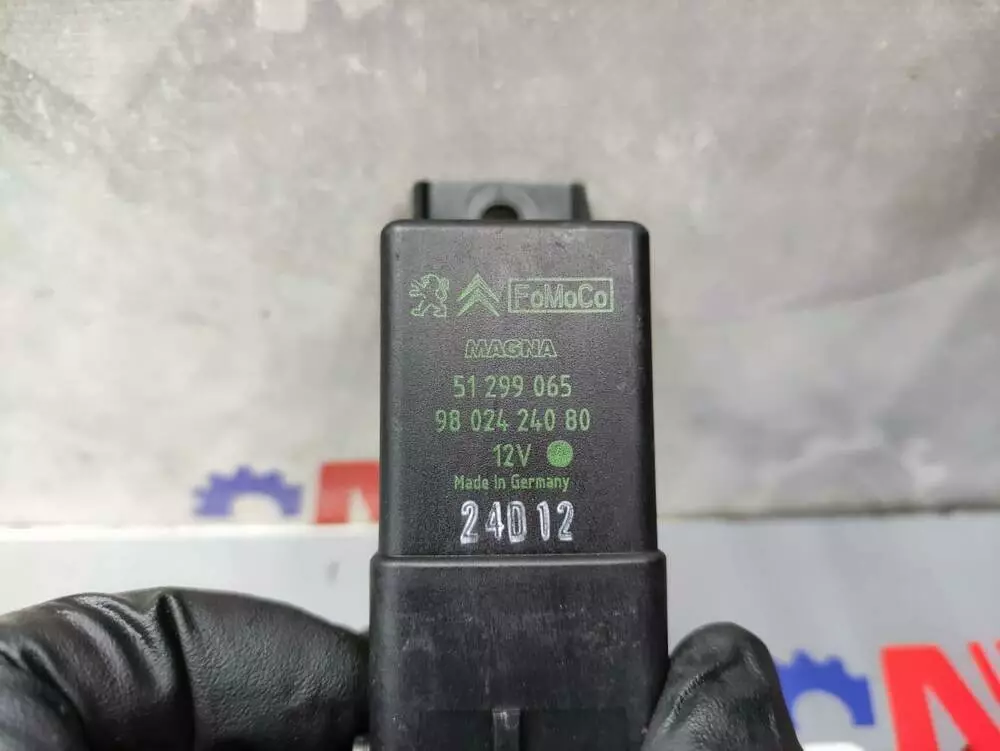 FoMoCo
MAGNA
51 299 065
98 024 240 80
12V
Made in Germany
24D12